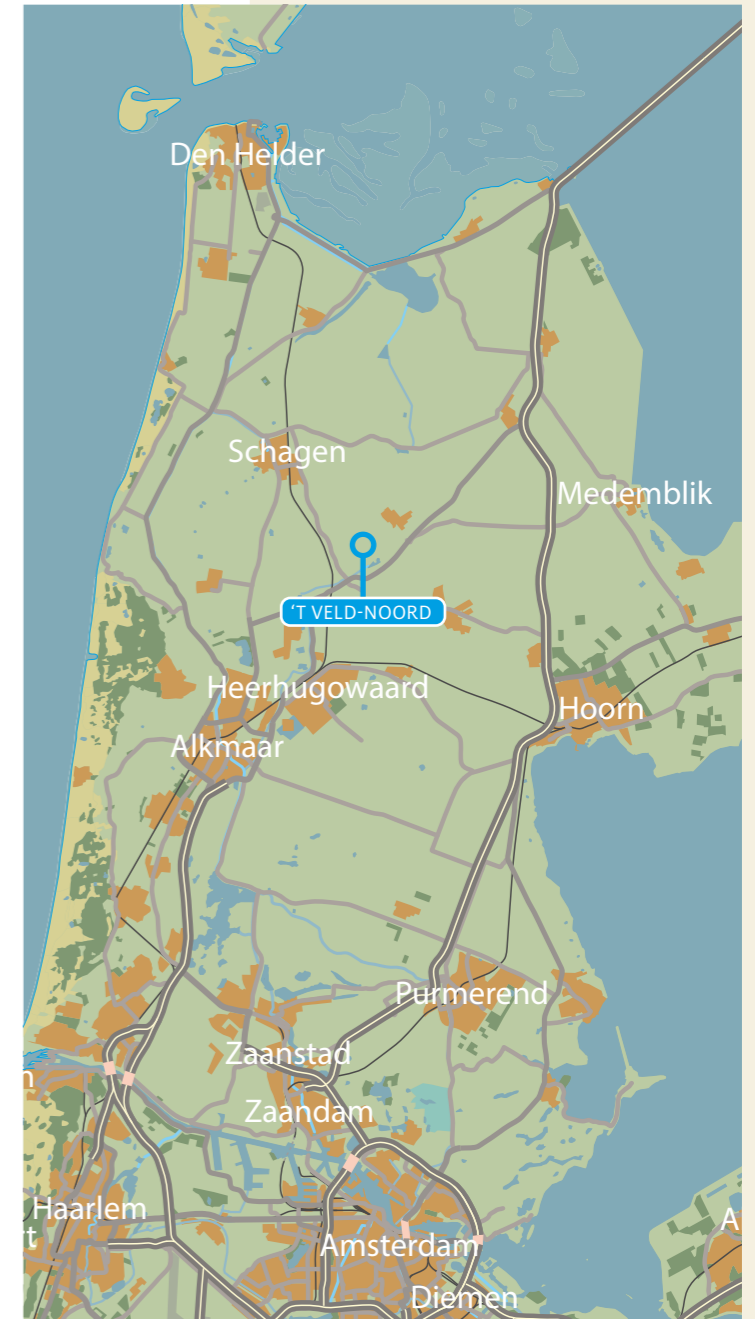 Den Helder
Schagen
Medemblik
‘T VELD-NOORD
Heerhugowaard
Hoorn
Alkmaar
Purmerend
Zaanstad
n
Zaandam
Haarlem
A
t
Amsterdam
Diemen